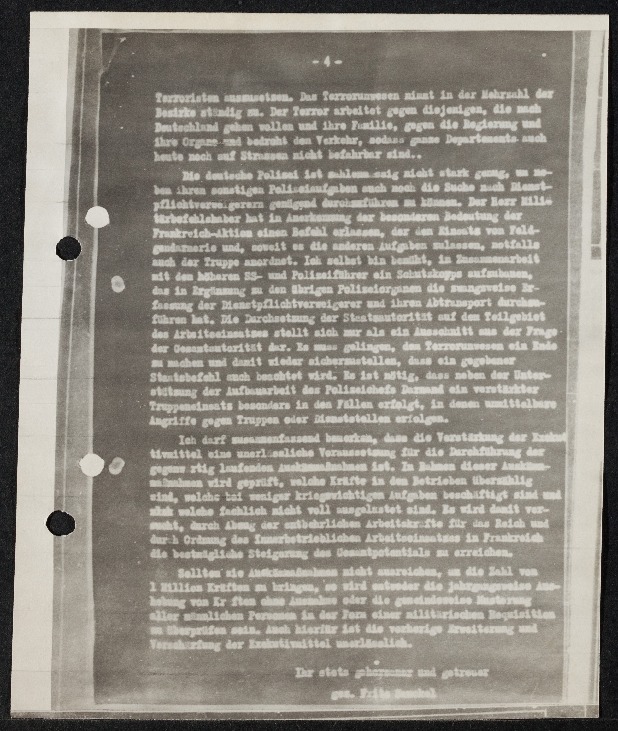 - 4 -
Terroristen auszusetzen. Das Terrorunwesen nimmt in der Mehrzahl der
Bezirke ständig zu. Der Terror arbeitet gegen diejenigen, die nach
Deutschland gehen wollen und ihre Familie, gegen die Regierung und
ihre Organe und bedroht den Verkehr, sodass ganze Departements auch
heute noch auf Strassen nicht befahrbar sind..
Die deutsche Polizei ist zahlenmässig nicht stark genug, um ne-
ben ihren sonstigen Polizeiaufgaben auch noch die Suche nach Dienst-
pflichtverweigerern genügend durchzuführen zu können. Der Herr Mili-
tärbefehlshaber hat in Anerkennung der besonderen Bedeutung der
Frankreich-Aktion einen Befehl erlassen, der den Einsatz von Feld-
gendarmerie und, soweit es die anderen Aufgaben zulassen, notfalls
auch der Truppe anordnet. Ich selbst bin bemüht, in Zusammenarbeit
mit dem höheren SS- und Polizeiführer ein Schutzkorps aufzubauen,
das in Ergänzung zu den übrigen Polizeiorganen die zwangsweise Er-
fassung der Dienstpflichtverweigerer und ihren Abtransport durchzu-
führen hat. Die Durchsetzung der Staatsautorität auf dem Teilgebiet
des Arbeitseinsatzes stellt sich nur als ein Ausschnitt aus der Frage
der Gesamtautorität dar. Es muss gelingen, dem Terrorunwesen ein Ende
zu machen und damit wieder sicherzustellen, dass ein gegebener
Staatsbefehl auch beachtet wird. Es ist nötig, dass neben der Unter-
stützung der Aufbauarbeit des Polizeichefs Darnand ein verstärkter
Truppeneinsatz besonders in den Fällen erfolgt, in denen unmittelbare
Angriffe gegen Truppen oder Dienststellen erfolgen.
Ich darf zusammenfassend bemerken, dass die Verstärkung der Exeku-
tivmittel eine unerlässliche Voraussetzung für die Durchführung der
gegenwärtig laufenden Auskämmaßnahmen ist. Im Rahmen dieser Auskämm-
maßnahmen wird geprüft, welche Kräfte in den Betrieben überzählig
sind, welche bei weniger kriegswichtigen Aufgaben beschäftigt sind und
welche fachlich nicht voll ausgelastet sind. Es wird damit ver-
sucht, durch Abzug der entbehrlichen Arbeitskräfte für das Reich und
durch Ordnung des innerbetrieblichen Arbeitseinsatzes in Frankreich
die bestmögliche Steigerung des Gesamtpotentials zu erreichen.
Sollten die Auskämmaßnahmen nicht ausreichen, um die Zahl von
1 Million Kräften zu bringen, so wird entweder die jahrgangsweise Aus-
hebung von Kräften ohne Ausnahme oder die gemeindeweise Musterung
aller männlichen Personen in der Form einer militärischen Requisition
zu überprüfen sein. Auch hierfür ist die vorherige Erweiterung und
Verschärfung der Exekutivmittel unerlässlich.
Ihr stets gehorsamer und getreuer
gez. Fritz Sauckel